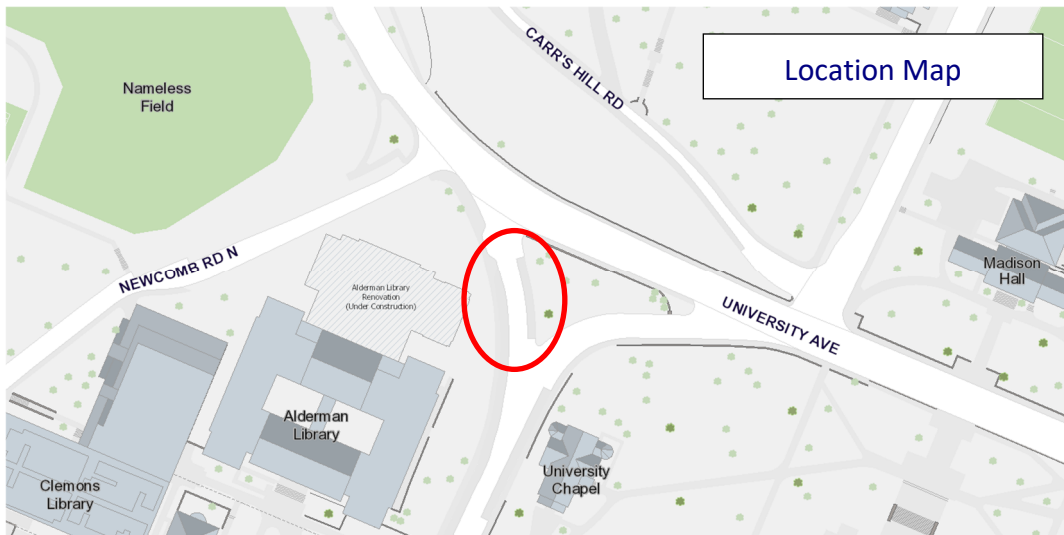 CARR'S HILL RD
Location Map
Nameless
Field
NEWCOMB RD N
Alderman Library
Renovation
(Under Construction)
Madison
Hall
UNIVERSITY AVE
Alderman
Library
University
Chapel
Clemons
Library